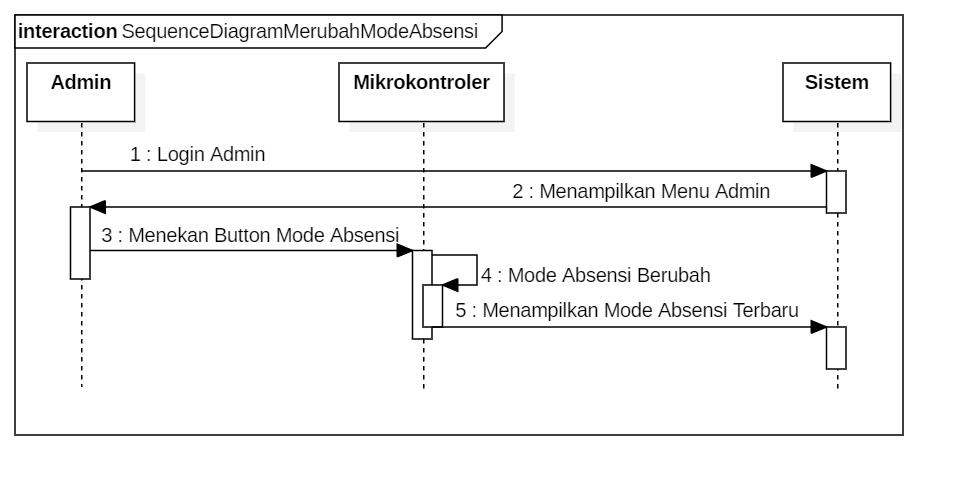 interaction SequenceDiagramMerubahModeAbsensi
Admin
Mikrokontroler
Sistem
1 : Login Admin
2 : Menampilkan Menu Admin
3 : Menekan Button Mode Absensi
4 : Mode Absensi Berubah
5 : Menampilkan Mode Absensi Terbaru